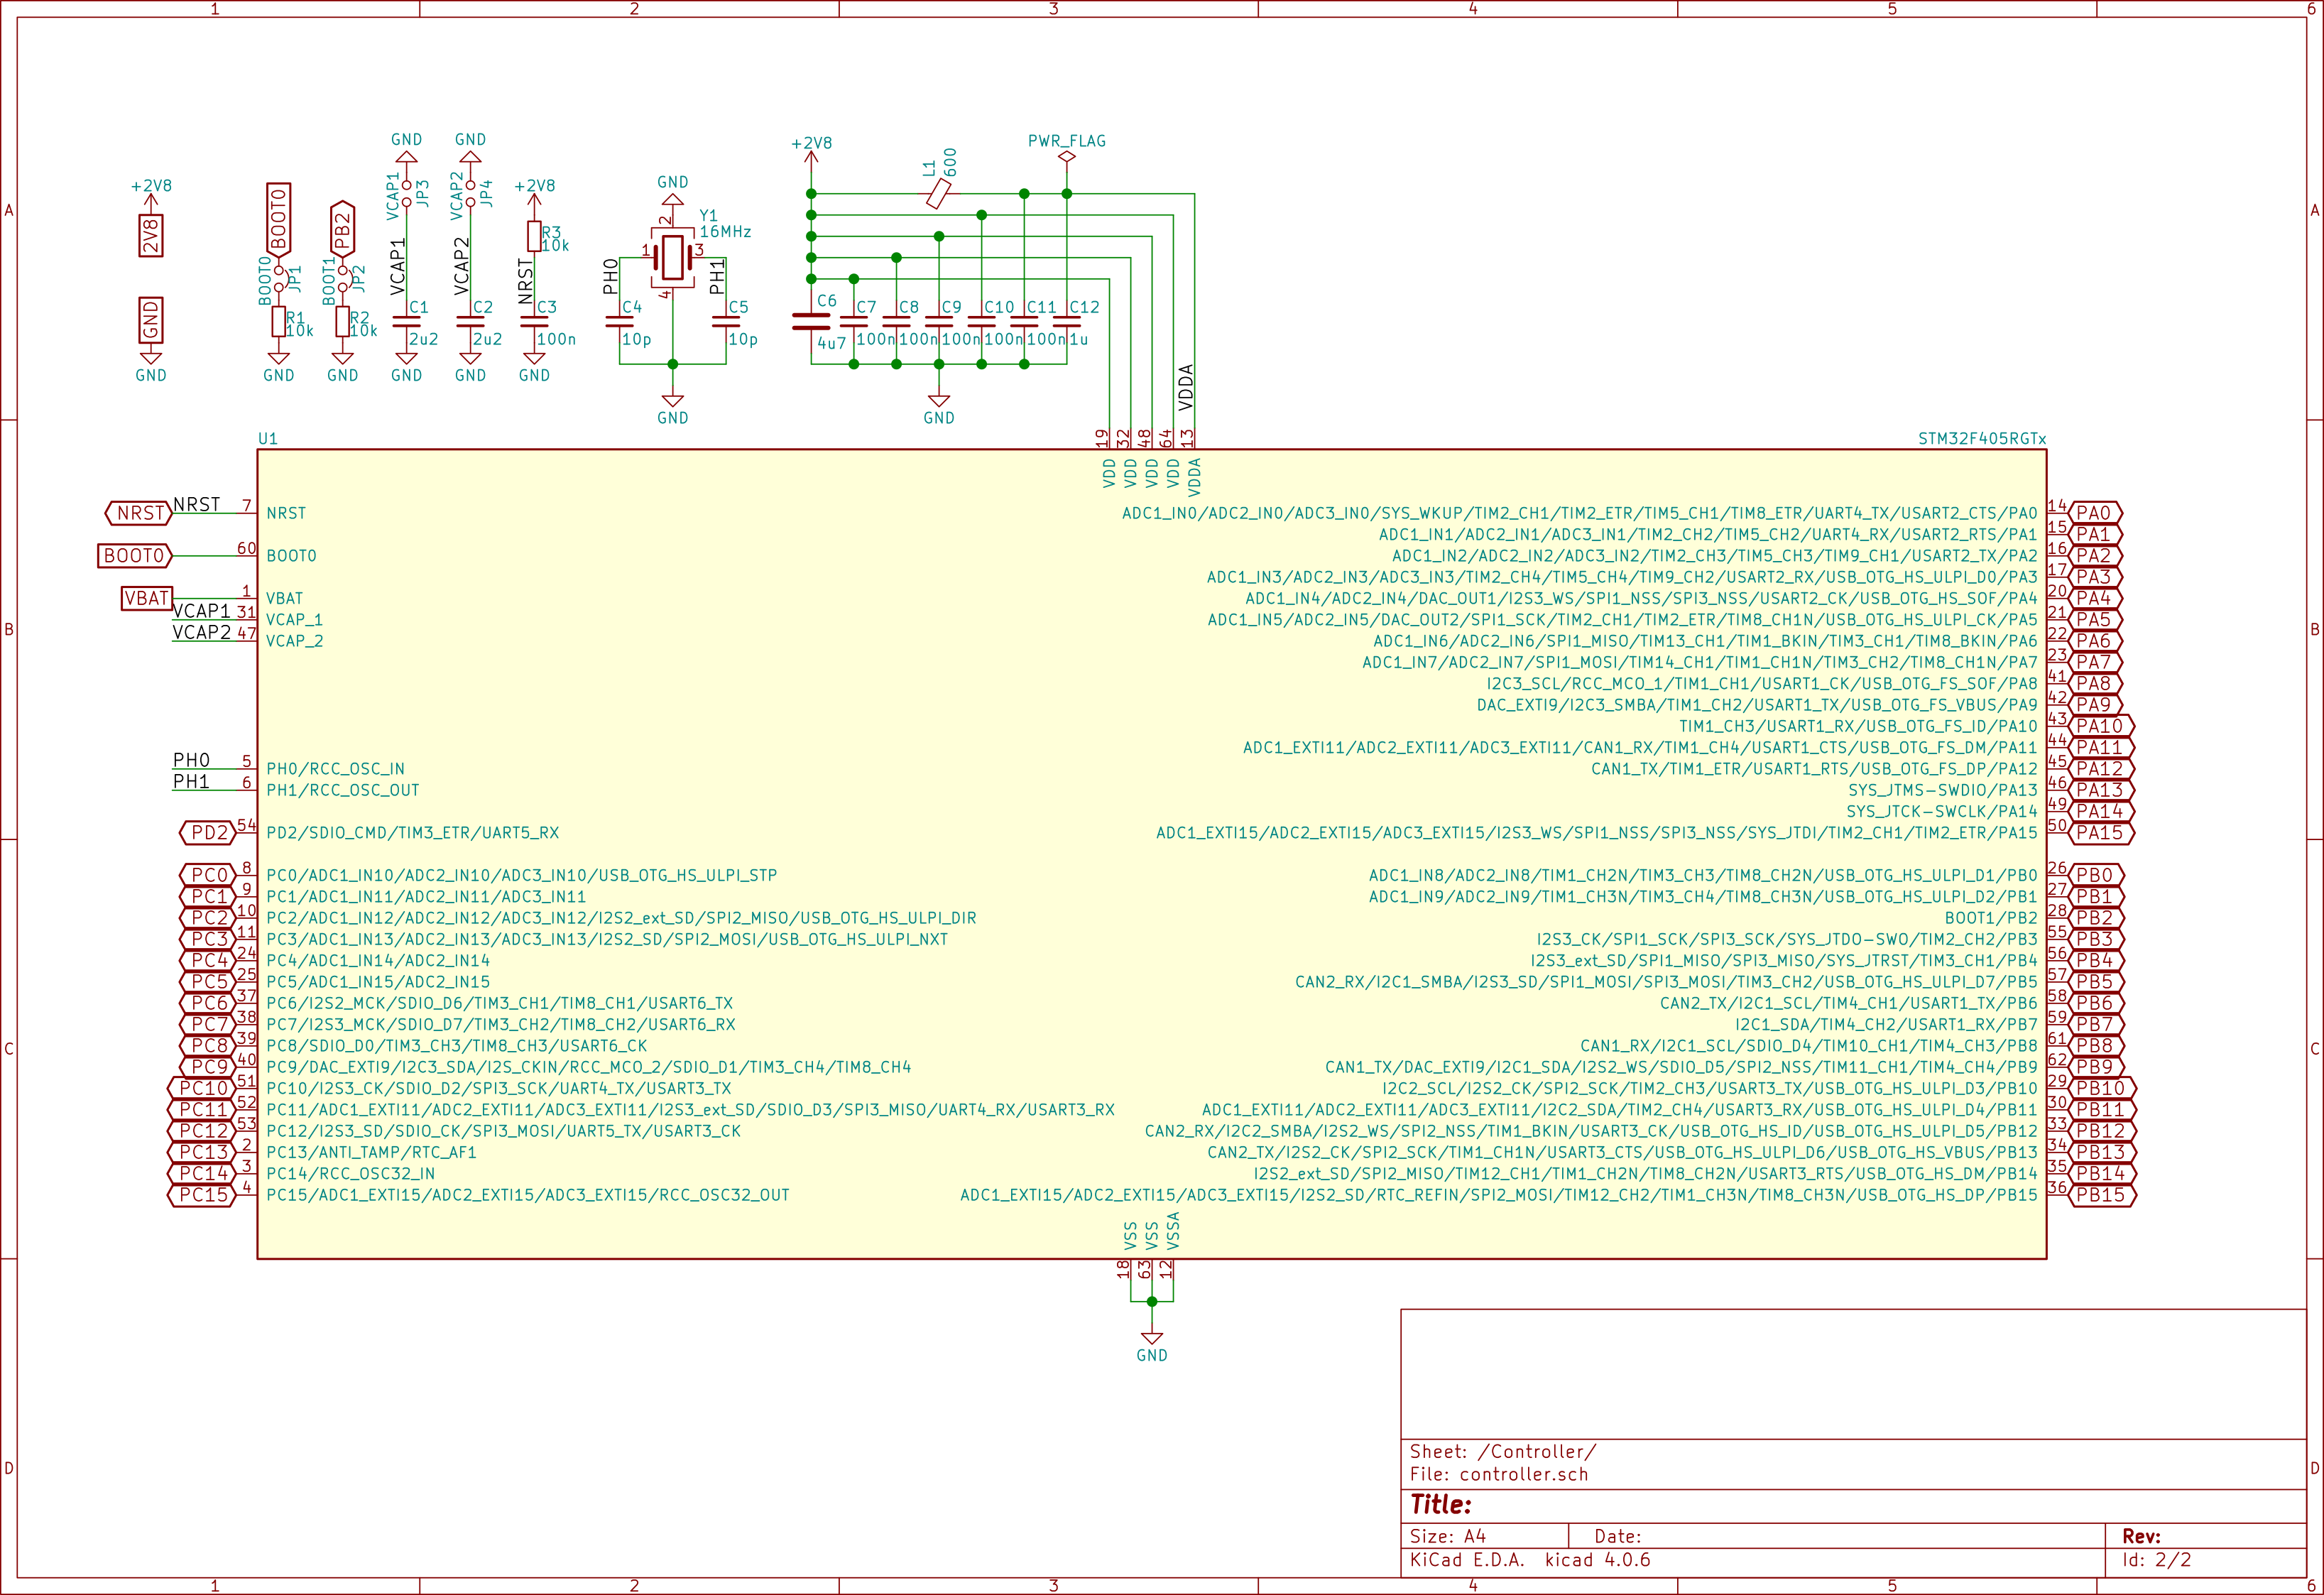 1 2 3 4 5 6
A A
B B
C C
D D
+2V8
2V8
GND
GND
BOOT0
BOOT0
JP1
R1
10k
GND
PB2
BOOT1
JP2
R2
10k
GND
GND
VCAP1
JP3
VCAP1
C1
2u2
GND
GND
VCAP2
JP4
VCAP2
C2
2u2
GND
+2V8
R3
10k
NRST
C3
100n
GND
GND
2
Y1
16MHz
1 3
4
PH0
PH1
C4
10p
C5
10p
GND
+2V8
L1
600
PWR_FLAG
C6
4u7
C7
100n
C8
100n
C9
100n
C10
100n
C11
100n
C12
1u
GND
VDDA
U1
STM32F405RGTx
19 32 48 64 13
VDD VDD VDD VDD VDDA
NRST NRST 7 NRST
BOOT0 60 BOOT0
VBAT 1 VBAT
VCAP1 31 VCAP_1
VCAP2 47 VCAP_2
PH0 5 PH0/RCC_OSC_IN
PH1 6 PH1/RCC_OSC_OUT
PD2 54 PD2/SDIO_CMD/TIM3_ETR/UART5_RX
PC0 8 PC0/ADC1_IN10/ADC2_IN10/ADC3_IN10/USB_OTG_HS_ULPI_STP
PC1 9 PC1/ADC1_IN11/ADC2_IN11/ADC3_IN11
PC2 10 PC2/ADC1_IN12/ADC2_IN12/ADC3_IN12/I2S2_ext_SD/SPI2_MISO/USB_OTG_HS_ULPI_DIR
PC3 11 PC3/ADC1_IN13/ADC2_IN13/ADC3_IN13/I2S2_SD/SPI2_MOSI/USB_OTG_HS_ULPI_NXT
PC4 24 PC4/ADC1_IN14/ADC2_IN14
PC5 25 PC5/ADC1_IN15/ADC2_IN15
PC6 37 PC6/I2S2_MCK/SDIO_D6/TIM3_CH1/TIM8_CH1/USART6_TX
PC7 38 PC7/I2S3_MCK/SDIO_D7/TIM3_CH2/TIM8_CH2/USART6_RX
PC8 39 PC8/SDIO_D0/TIM3_CH3/TIM8_CH3/USART6_CK
PC9 40 PC9/DAC_EXTI9/I2C3_SDA/I2S_CKIN/RCC_MCO_2/SDIO_D1/TIM3_CH4/TIM8_CH4
PC10 51 PC10/I2S3_CK/SDIO_D2/SPI3_SCK/UART4_TX/USART3_TX
PC11 52 PC11/ADC1_EXTI11/ADC2_EXTI11/ADC3_EXTI11/I2S3_ext_SD/SDIO_D3/SPI3_MISO/UART4_RX/USART3_RX
PC12 53 PC12/I2S3_SD/SDIO_CK/SPI3_MOSI/UART5_TX/USART3_CK
PC13 2 PC13/ANTI_TAMP/RTC_AF1
PC14 3 PC14/RCC_OSC32_IN
PC15 4 PC15/ADC1_EXTI15/ADC2_EXTI15/ADC3_EXTI15/RCC_OSC32_OUT
ADC1_IN0/ADC2_IN0/ADC3_IN0/SYS_WKUP/TIM2_CH1/TIM2_ETR/TIM5_CH1/TIM8_ETR/UART4_TX/USART2_CTS/PA0 14 PA0
ADC1_IN1/ADC2_IN1/ADC3_IN1/TIM2_CH2/TIM5_CH2/UART4_RX/USART2_RTS/PA1 15 PA1
ADC1_IN2/ADC2_IN2/ADC3_IN2/TIM2_CH3/TIM5_CH3/TIM9_CH1/USART2_TX/PA2 16 PA2
ADC1_IN3/ADC2_IN3/ADC3_IN3/TIM2_CH4/TIM5_CH4/TIM9_CH2/USART2_RX/USB_OTG_HS_ULPI_D0/PA3 17 PA3
ADC1_IN4/ADC2_IN4/DAC_OUT1/I2S3_WS/SPI1_NSS/SPI3_NSS/USART2_CK/USB_OTG_HS_SOF/PA4 20 PA4
ADC1_IN5/ADC2_IN5/DAC_OUT2/SPI1_SCK/TIM2_CH1/TIM2_ETR/TIM8_CH1N/USB_OTG_HS_ULPI_CK/PA5 21 PA5
ADC1_IN6/ADC2_IN6/SPI1_MISO/TIM13_CH1/TIM1_BKIN/TIM3_CH1/TIM8_BKIN/PA6 22 PA6
ADC1_IN7/ADC2_IN7/SPI1_MOSI/TIM14_CH1/TIM1_CH1N/TIM3_CH2/TIM8_CH1N/PA7 23 PA7
I2C3_SCL/RCC_MCO_1/TIM1_CH1/USART1_CK/USB_OTG_FS_SOF/PA8 41 PA8
DAC_EXTI9/I2C3_SMBA/TIM1_CH2/USART1_TX/USB_OTG_FS_VBUS/PA9 42 PA9
TIM1_CH3/USART1_RX/USB_OTG_FS_ID/PA10 43 PA10
ADC1_EXTI11/ADC2_EXTI11/ADC3_EXTI11/CAN1_RX/TIM1_CH4/USART1_CTS/USB_OTG_FS_DM/PA11 44 PA11
CAN1_TX/TIM1_ETR/USART1_RTS/USB_OTG_FS_DP/PA12 45 PA12
SYS_JTMS-SWDIO/PA13 46 PA13
SYS_JTCK-SWCLK/PA14 49 PA14
ADC1_EXTI15/ADC2_EXTI15/ADC3_EXTI15/I2S3_WS/SPI1_NSS/SPI3_NSS/SYS_JTDI/TIM2_CH1/TIM2_ETR/PA15 50 PA15
ADC1_IN8/ADC2_IN8/TIM1_CH2N/TIM3_CH3/TIM8_CH2N/USB_OTG_HS_ULPI_D1/PB0 26 PB0
ADC1_IN9/ADC2_IN9/TIM1_CH3N/TIM3_CH4/TIM8_CH3N/USB_OTG_HS_ULPI_D2/PB1 27 PB1
BOOT1/PB2 28 PB2
I2S3_CK/SPI1_SCK/SPI3_SCK/SYS_JTDO-SWO/TIM2_CH2/PB3 55 PB3
I2S3_ext_SD/SPI1_MISO/SPI3_MISO/SYS_JTRST/TIM3_CH1/PB4 56 PB4
CAN2_RX/I2C1_SMBA/I2S3_SD/SPI1_MOSI/SPI3_MOSI/TIM3_CH2/USB_OTG_HS_ULPI_D7/PB5 57 PB5
CAN2_TX/I2C1_SCL/TIM4_CH1/USART1_TX/PB6 58 PB6
I2C1_SDA/TIM4_CH2/USART1_RX/PB7 59 PB7
CAN1_RX/I2C1_SCL/SDIO_D4/TIM10_CH1/TIM4_CH3/PB8 61 PB8
CAN1_TX/DAC_EXTI9/I2C1_SDA/I2S2_WS/SDIO_D5/SPI2_NSS/TIM11_CH1/TIM4_CH4/PB9 62 PB9
I2C2_SCL/I2S2_CK/SPI2_SCK/TIM2_CH3/USART3_TX/USB_OTG_HS_ULPI_D3/PB10 29 PB10
ADC1_EXTI11/ADC2_EXTI11/ADC3_EXTI11/I2C2_SDA/TIM2_CH4/USART3_RX/USB_OTG_HS_ULPI_D4/PB11 30 PB11
CAN2_RX/I2C2_SMBA/I2S2_WS/SPI2_NSS/TIM1_BKIN/USART3_CK/USB_OTG_HS_ID/USB_OTG_HS_ULPI_D5/PB12 33 PB12
CAN2_TX/I2S2_CK/SPI2_SCK/TIM1_CH1N/USART3_CTS/USB_OTG_HS_ULPI_D6/USB_OTG_HS_VBUS/PB13 34 PB13
I2S2_ext_SD/SPI2_MISO/TIM12_CH1/TIM1_CH2N/TIM8_CH2N/USART3_RTS/USB_OTG_HS_DM/PB14 35 PB14
ADC1_EXTI15/ADC2_EXTI15/ADC3_EXTI15/I2S2_SD/RTC_REFIN/SPI2_MOSI/TIM12_CH2/TIM1_CH3N/TIM8_CH3N/USB_OTG_HS_DP/PB15 36 PB15
VSS VSS VSSA
18 63 12
GND
Sheet: /Controller/
File: controller.sch
Title:
Size: A4 Date: Rev:
KiCad E.D.A. kicad 4.0.6 Id: 2/2
1 2 3 4 5 6